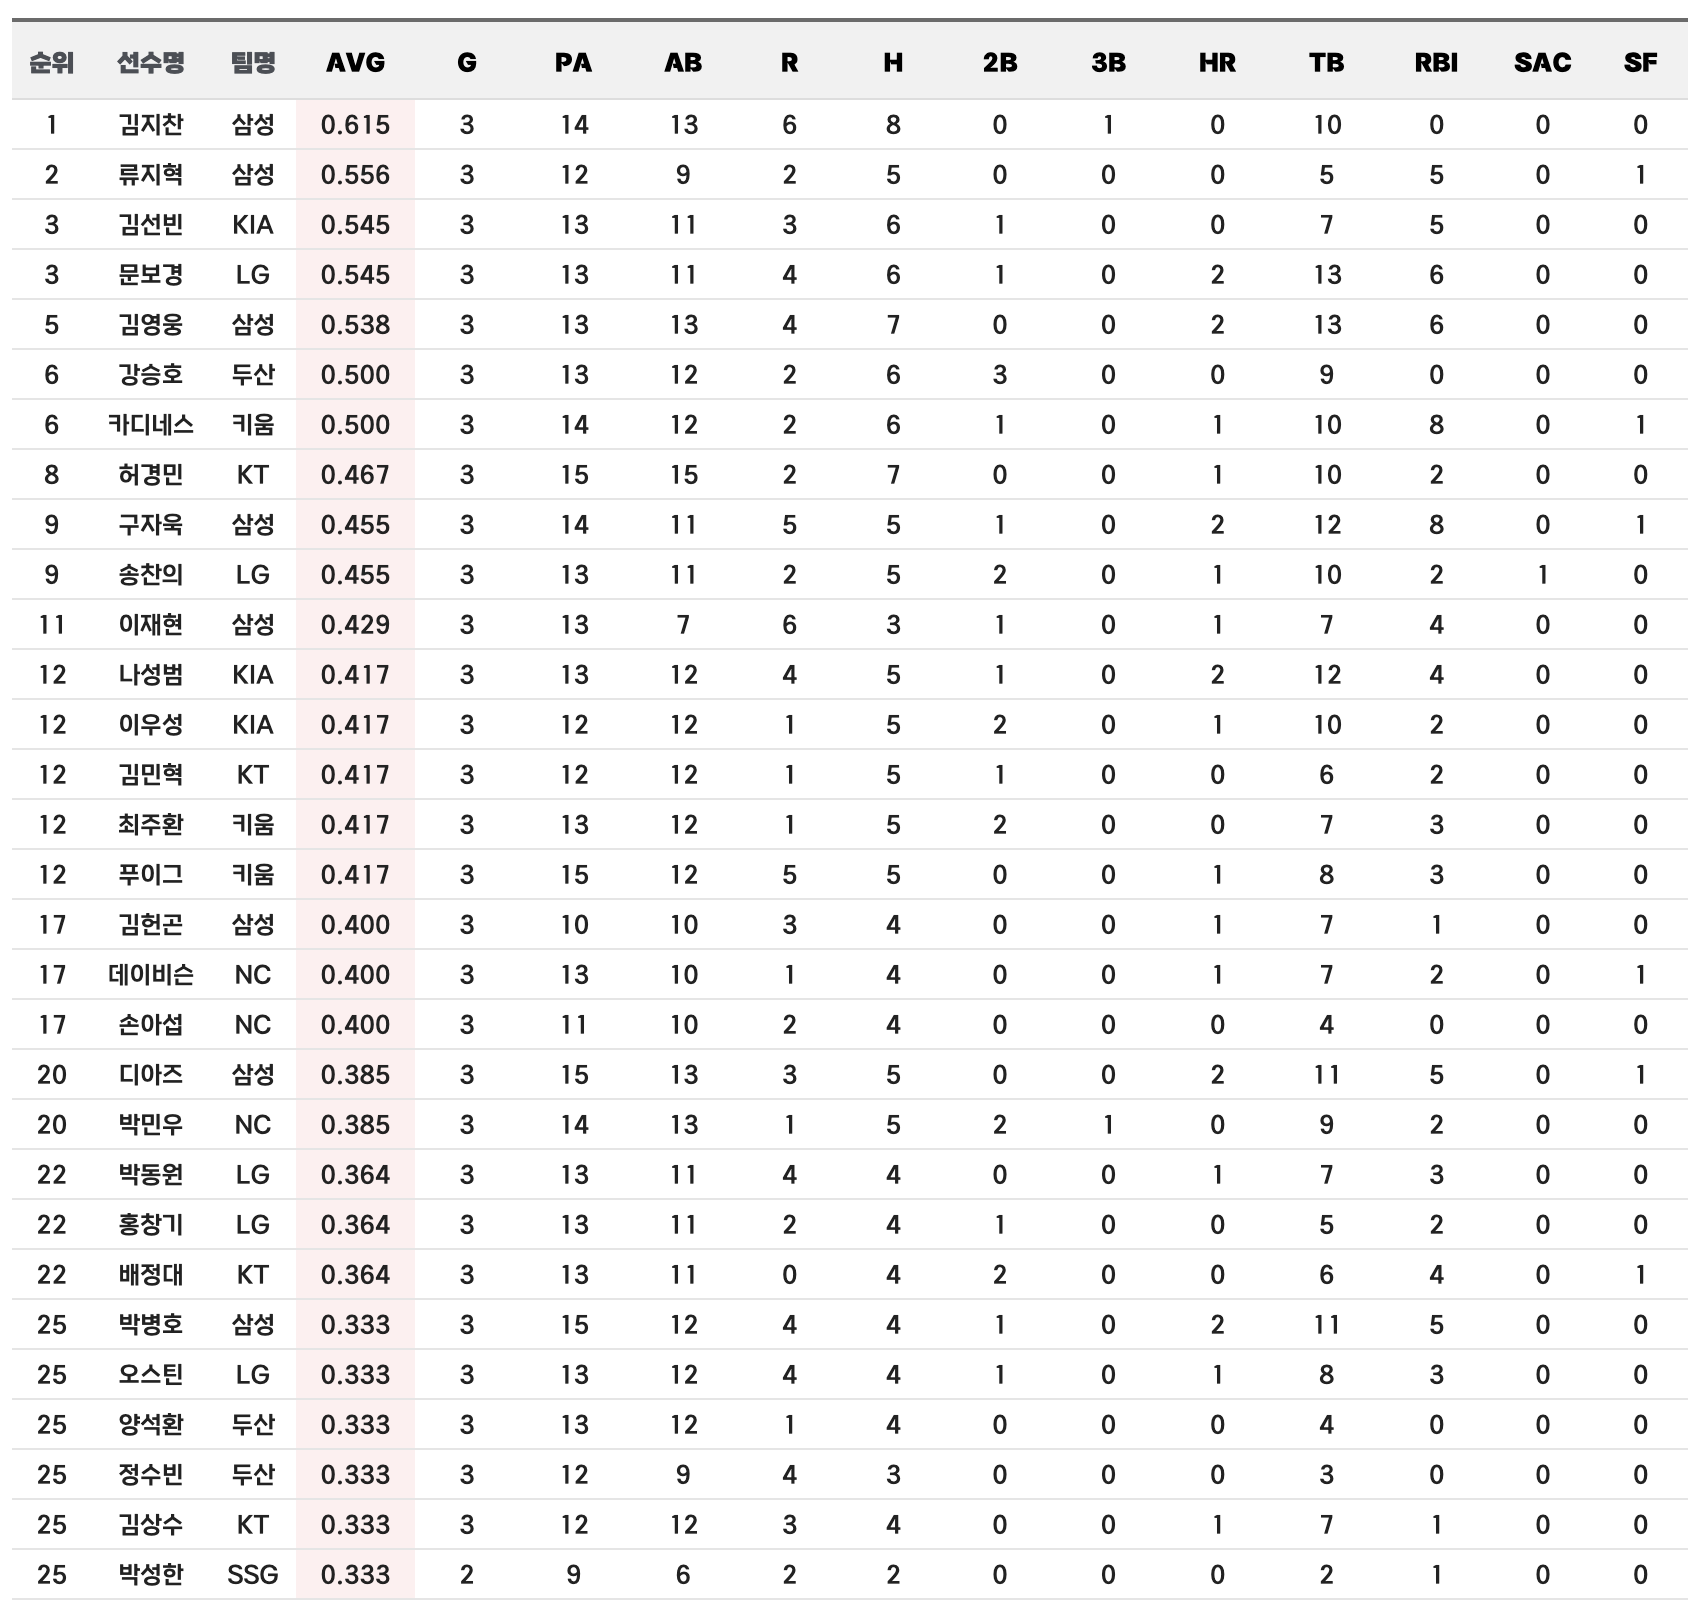 순위 선수명 팀명 AVG G PA AB R H 2B 3B HR TB RBI SAC SF
1 김지찬 삼성 0.615 3 14 13 6 8 0 1 0 10 0 0 0
2 류지혁 삼성 0.556 3 12 9 2 5 0 0 0 5 5 0 1
3 김선빈 KIA 0.545 3 13 11 3 6 1 0 0 7 5 0 0
3 문보경 LG 0.545 3 13 11 4 6 1 0 2 13 6 0 0
5 김영웅 삼성 0.538 3 13 13 4 7 0 0 2 13 6 0 0
6 강승호 두산 0.500 3 13 12 2 6 3 0 0 9 0 0 0
6 카디네스 키움 0.500 3 14 12 2 6 1 0 1 10 8 0 1
8 허경민 KT 0.467 3 15 15 2 7 0 0 1 10 2 0 0
9 구자욱 삼성 0.455 3 14 11 5 5 1 0 2 12 8 0 1
9 송찬의 LG 0.455 3 13 11 2 5 2 0 1 10 2 1 0
11 이재현 삼성 0.429 3 13 7 6 3 1 0 1 7 4 0 0
12 나성범 KIA 0.417 3 13 12 4 5 1 0 2 12 4 0 0
12 이우성 KIA 0.417 3 12 12 1 5 2 0 1 10 2 0 0
12 김민혁 KT 0.417 3 12 12 1 5 1 0 0 6 2 0 0
12 최주환 키움 0.417 3 13 12 1 5 2 0 0 7 3 0 0
12 푸이그 키움 0.417 3 15 12 5 5 0 0 1 8 3 0 0
17 김헌곤 삼성 0.400 3 10 10 3 4 0 0 1 7 1 0 0
17 데이비슨 NC 0.400 3 13 10 1 4 0 0 1 7 2 0 1
17 손아섭 NC 0.400 3 11 10 2 4 0 0 0 4 0 0 0
20 디아즈 삼성 0.385 3 15 13 3 5 0 0 2 11 5 0 1
20 박민우 NC 0.385 3 14 13 1 5 2 1 0 9 2 0 0
22 박동원 LG 0.364 3 13 11 4 4 0 0 1 7 3 0 0
22 홍창기 LG 0.364 3 13 11 2 4 1 0 0 5 2 0 0
22 배정대 KT 0.364 3 13 11 0 4 2 0 0 6 4 0 1
25 박병호 삼성 0.333 3 15 12 4 4 1 0 2 11 5 0 0
25 오스틴 LG 0.333 3 13 12 4 4 1 0 1 8 3 0 0
25 양석환 두산 0.333 3 13 12 1 4 0 0 0 4 0 0 0
25 정수빈 두산 0.333 3 12 9 4 3 0 0 0 3 0 0 0
25 김상수 KT 0.333 3 12 12 3 4 0 0 1 7 1 0 0
25 박성한 SSG 0.333 2 9 6 2 2 0 0 0 2 1 0 0